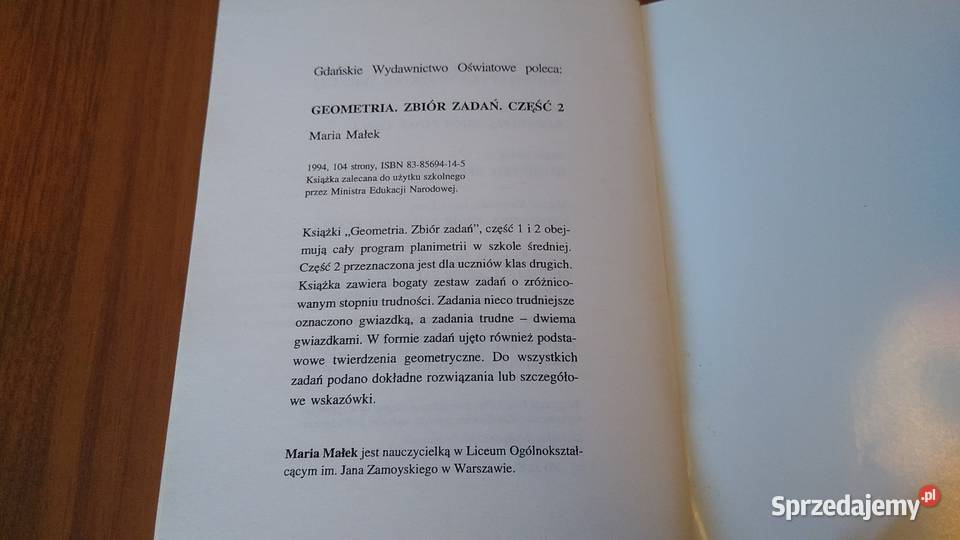 Gdańskie Wydawnictwo Oświatowe poleca:
GEOMETRIA. ZBIÓR ZADAŃ. CZĘŚĆ 2
Maria Małek
1994, 104 strony, ISBN 83-85694-14-5
Książka zalecana do użytku szkolnego
przez Ministra Edukacji Narodowej.
Książki „Geometria. Zbiór zadań”, część 1 i 2 obej-
mują cały program planimetrii w szkole średniej.
Część 2 przeznaczona jest dla uczniów klas drugich.
Książka zawiera bogaty zestaw zadań o zróżnico-
wanym stopniu trudności. Zadania nieco trudniejsze
oznaczono gwiazdką, a zadania trudne – dwiema
gwiazdkami. W formie zadań ujęto również podsta-
wowe twierdzenia geometryczne. Do wszystkich
zadań podano dokładne rozwiązania lub szczegóło-
we wskazówki.
Maria Małek jest nauczycielką w Liceum Ogólnokształ-
cącym im. Jana Zamoyskiego w Warszawie.
Sprzedajemy.pl